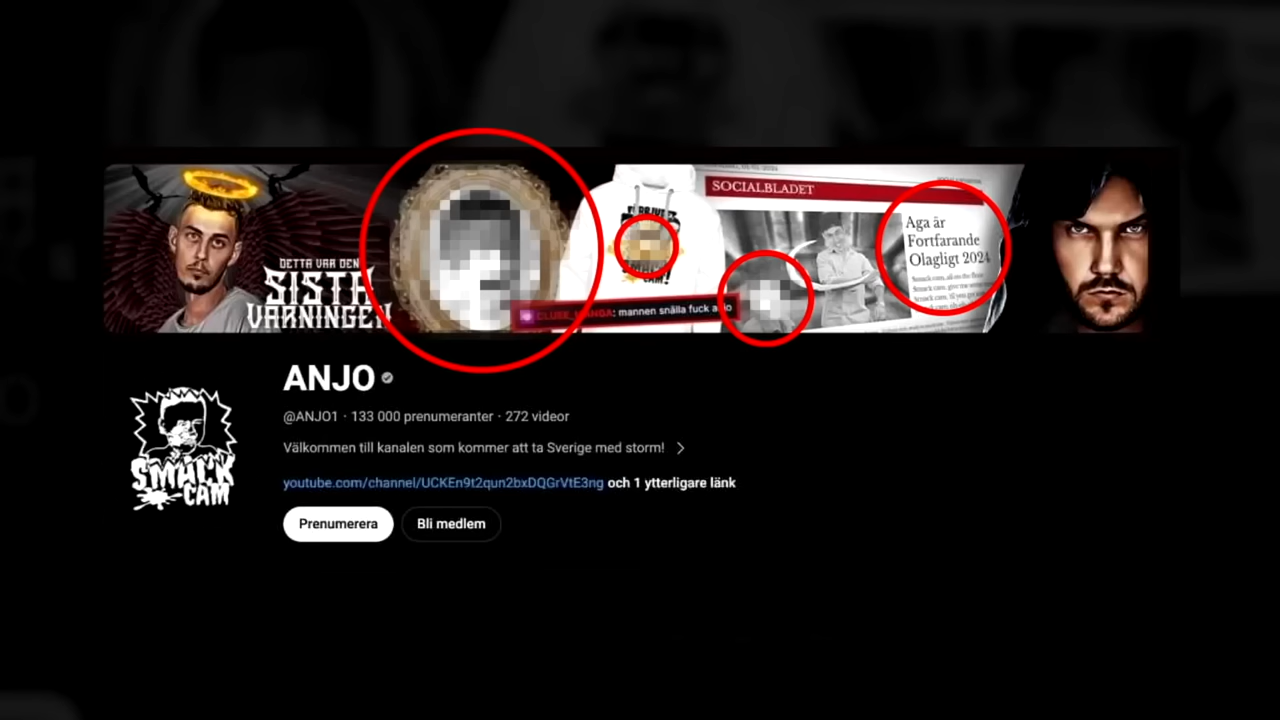 DETTA VAR DEN
SISTA
VARNINGEN
CAM!
: mannen snälla fuck
SOCIALBLADET
Aga är
Fortfarande
Olagligt 2024
ANJO
@ANJO1 · 133 000 prenumeranter · 272 videor
Välkommen till kanalen som kommer att ta Sverige med storm!
youtube.com/channel/UCKEn9t2qun2bxDQGrVtE3ng och 1 ytterligare länk
Prenumerera
Bli medlem
SMACK
CAM